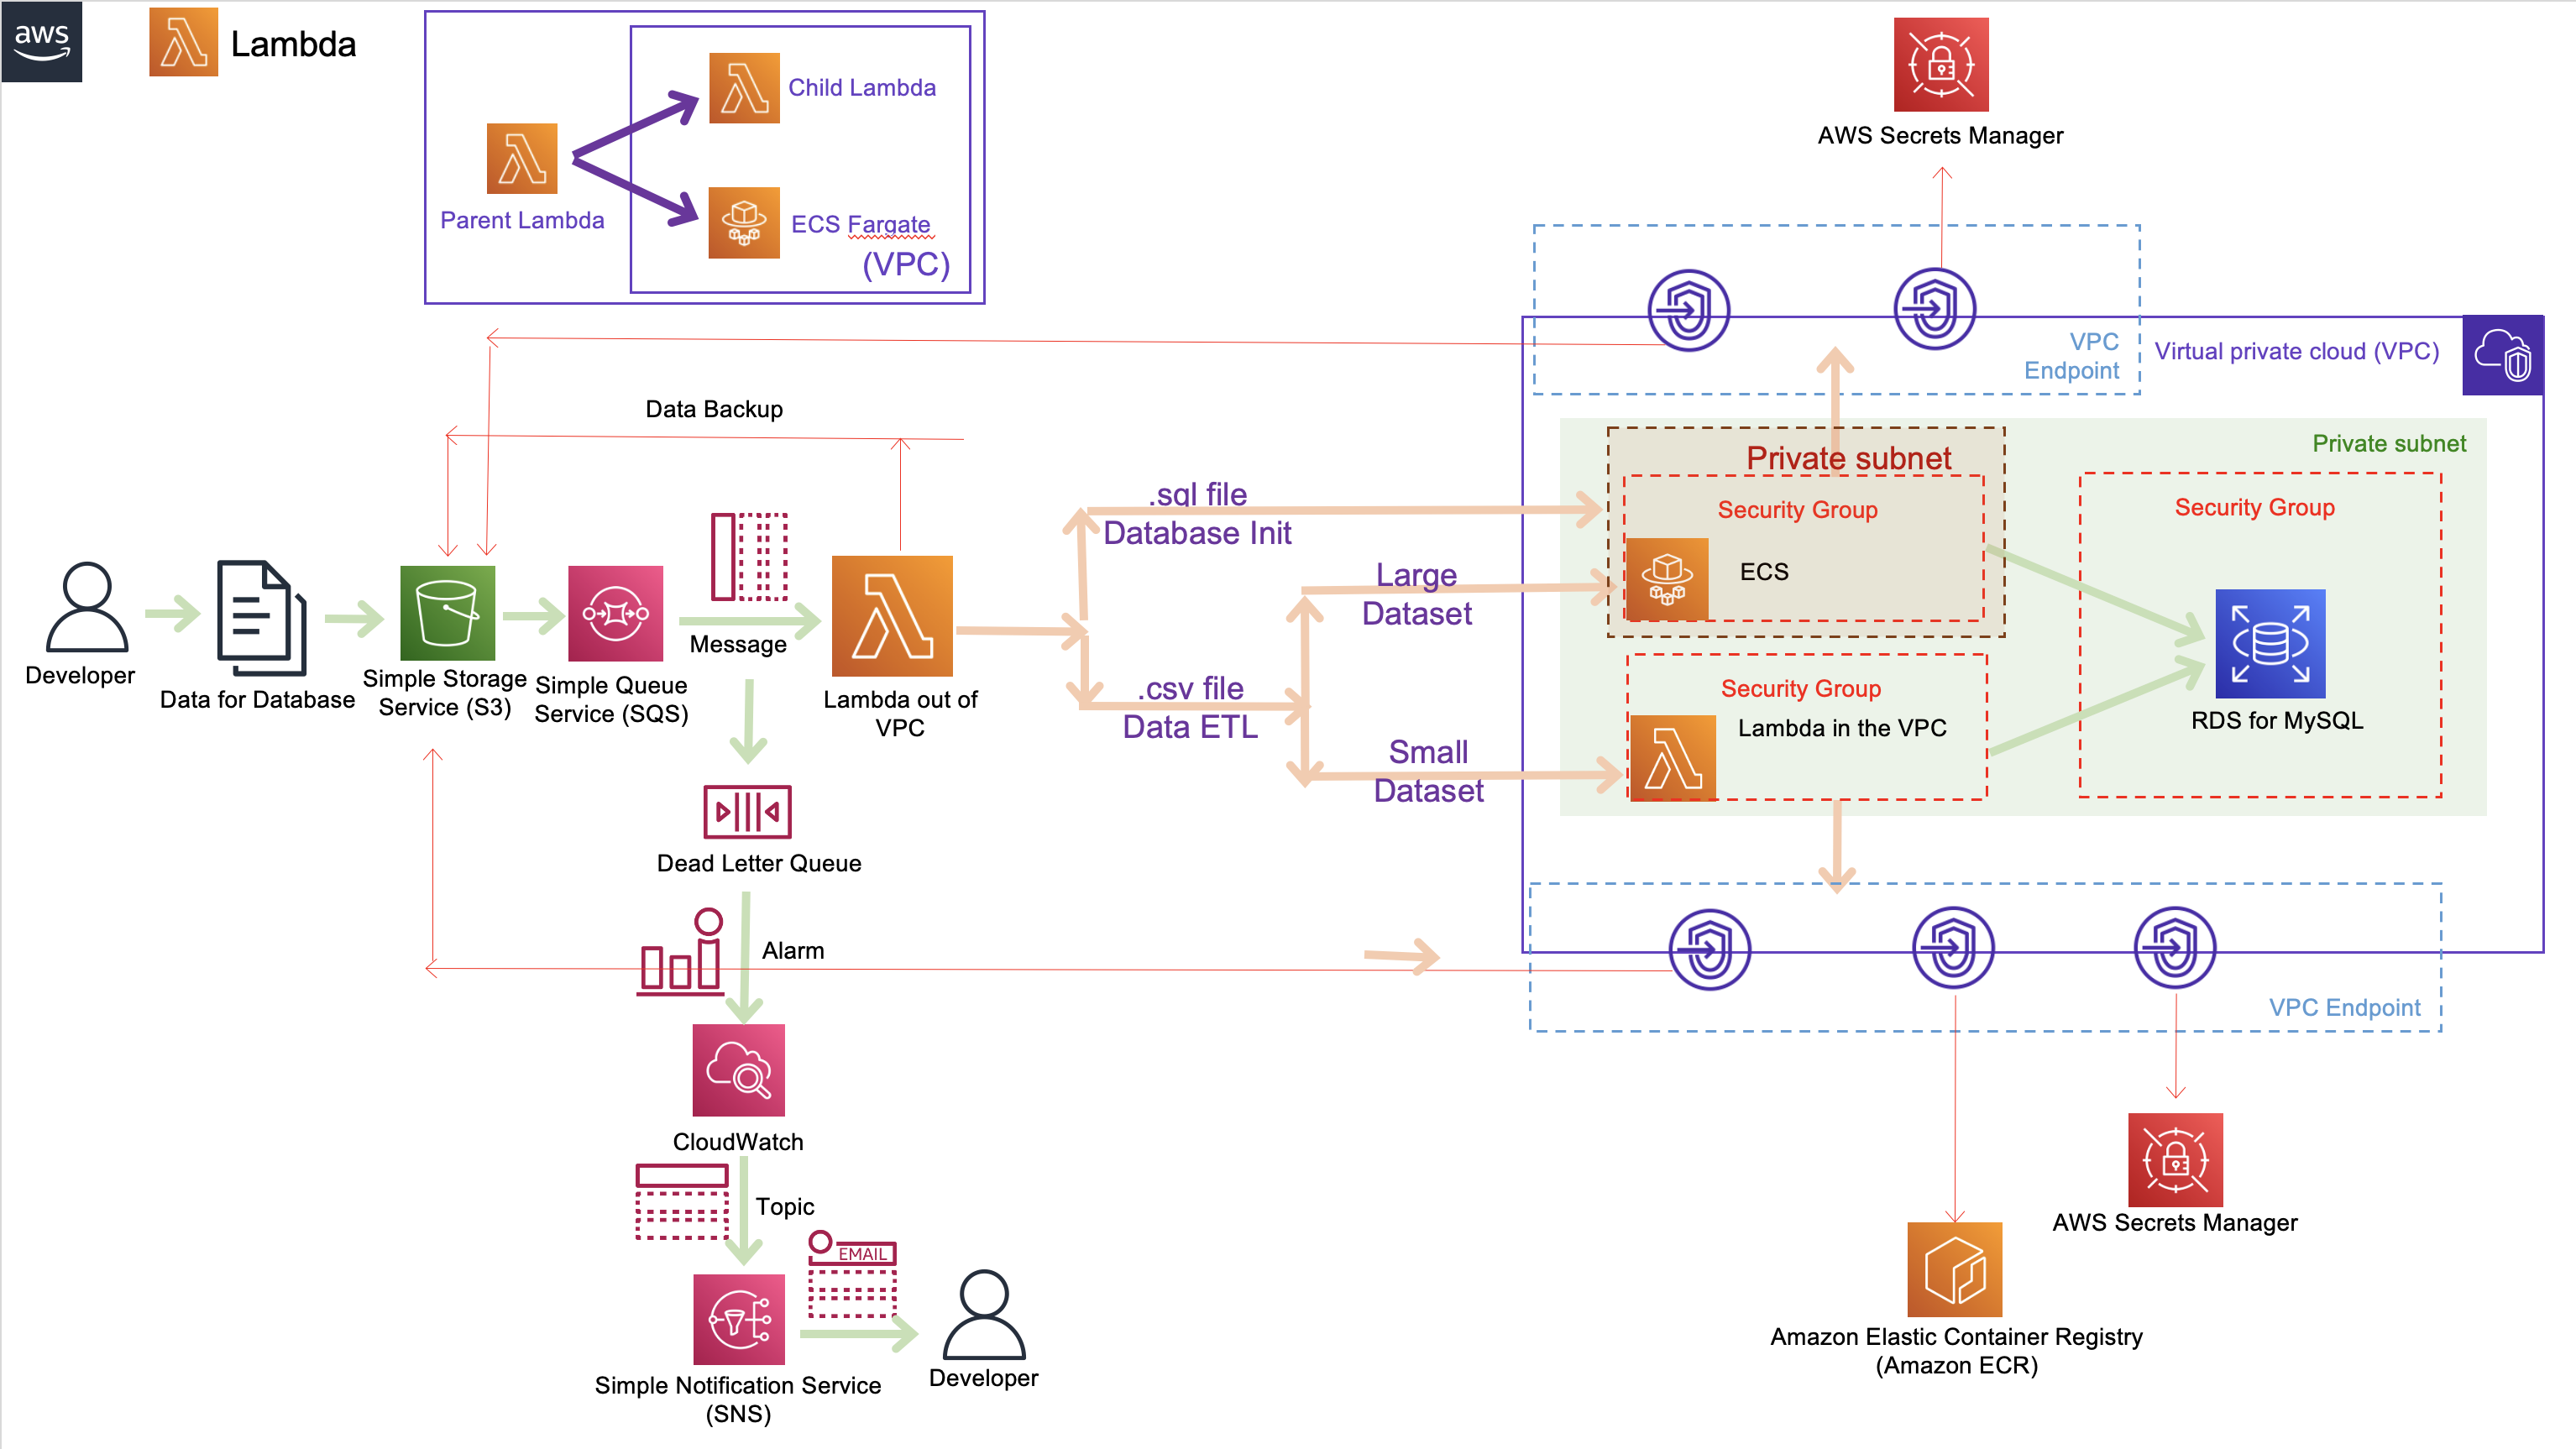 aws
Lambda
Child Lambda
Parent Lambda
ECS Fargate
(VPC)
AWS Secrets Manager
VPC
Endpoint
Virtual private cloud (VPC)
Data Backup
Private subnet
Private subnet
.sql file
Database Init
Security Group
Security Group
ECS
Large
Dataset
Message
Developer
Data for Database
Simple Storage
Service (S3)
Simple Queue
Service (SQS)
Lambda out of
VPC
.csv file
Data ETL
Security Group
Lambda in the VPC
RDS for MySQL
Small
Dataset
Dead Letter Queue
Alarm
VPC Endpoint
CloudWatch
Topic
EMAIL
AWS Secrets Manager
Simple Notification Service
(SNS)
Developer
Amazon Elastic Container Registry
(Amazon ECR)